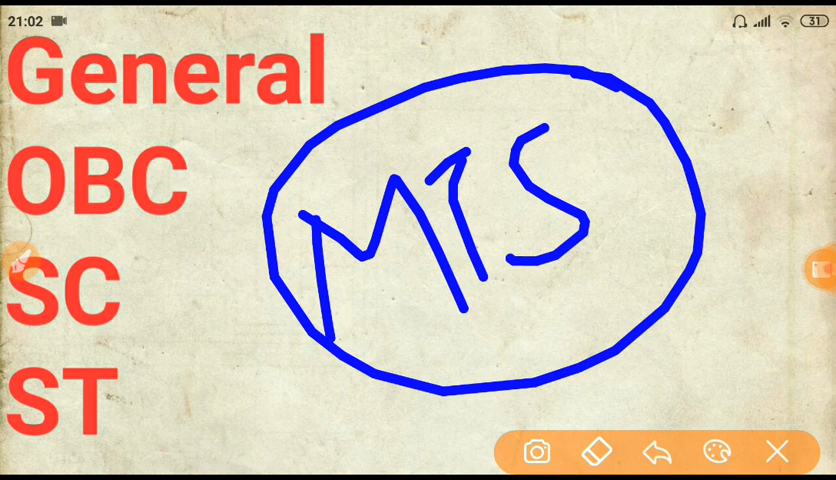 21:02 31
General
OBC
SC
ST
MTS